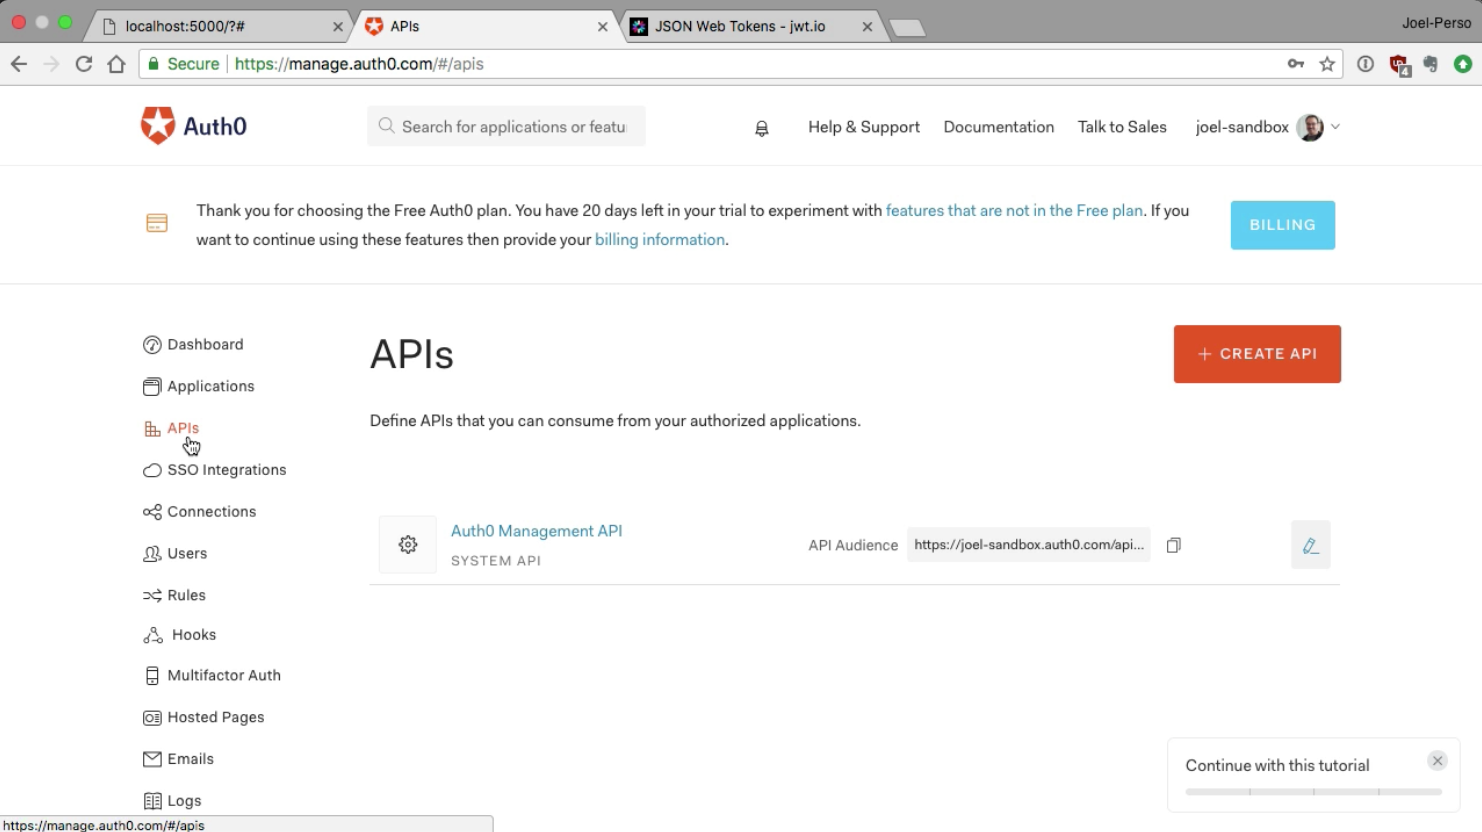 localhost:5000/?#
APIs
JSON Web Tokens - jwt.io
Joel-Perso
Secure
https://manage.auth0.com/#/apis
4
Auth0
Search for applications or featu
Help & Support
Documentation
Talk to Sales
joel-sandbox
Thank you for choosing the Free Auth0 plan. You have 20 days left in your trial to experiment with features that are not in the Free plan. If you
want to continue using these features then provide your billing information.
BILLING
Dashboard
Applications
APIs
SSO Integrations
Connections
Users
Rules
Hooks
Multifactor Auth
Hosted Pages
Emails
Logs
APIs
+ CREATE API
Define APIs that you can consume from your authorized applications.
Auth0 Management API
SYSTEM API
API Audience
https://joel-sandbox.auth0.com/api...
Continue with this tutorial
https://manage.auth0.com/#/apis